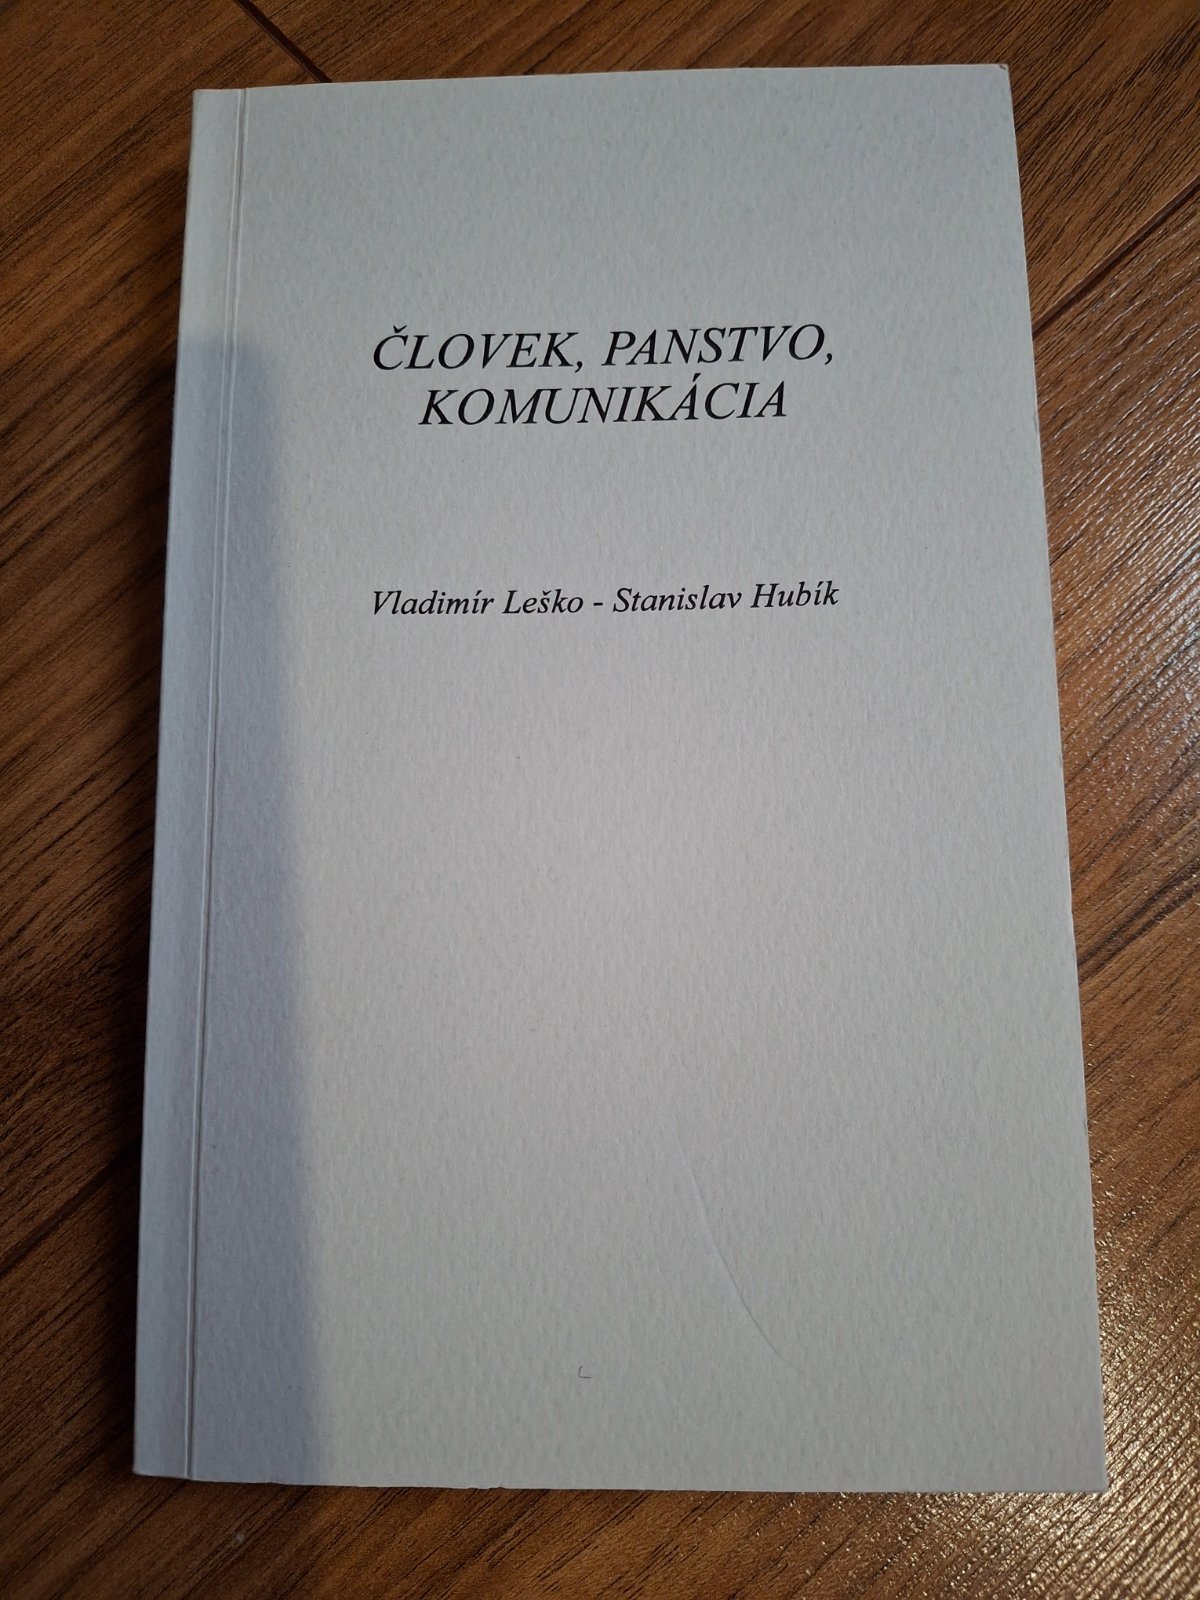 ČLOVEK, PANSTVO,
KOMUNIKÁCIA
Vladimír Leško - Stanislav Hubík